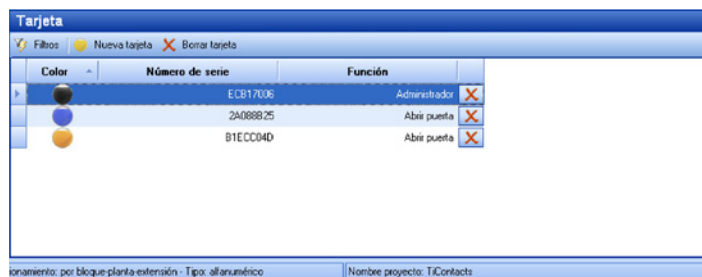 Tarjeta
Filtros Nueva tarjeta Borrar tarjeta
Color Número de serie Función
ECB17006 Administrador
2A088B25 Abrir puerta
B1ECC04D Abrir puerta
ionamiento: por bloque-planta-extensión - Tipo: alfanumérico Nombre proyecto: TiContacts